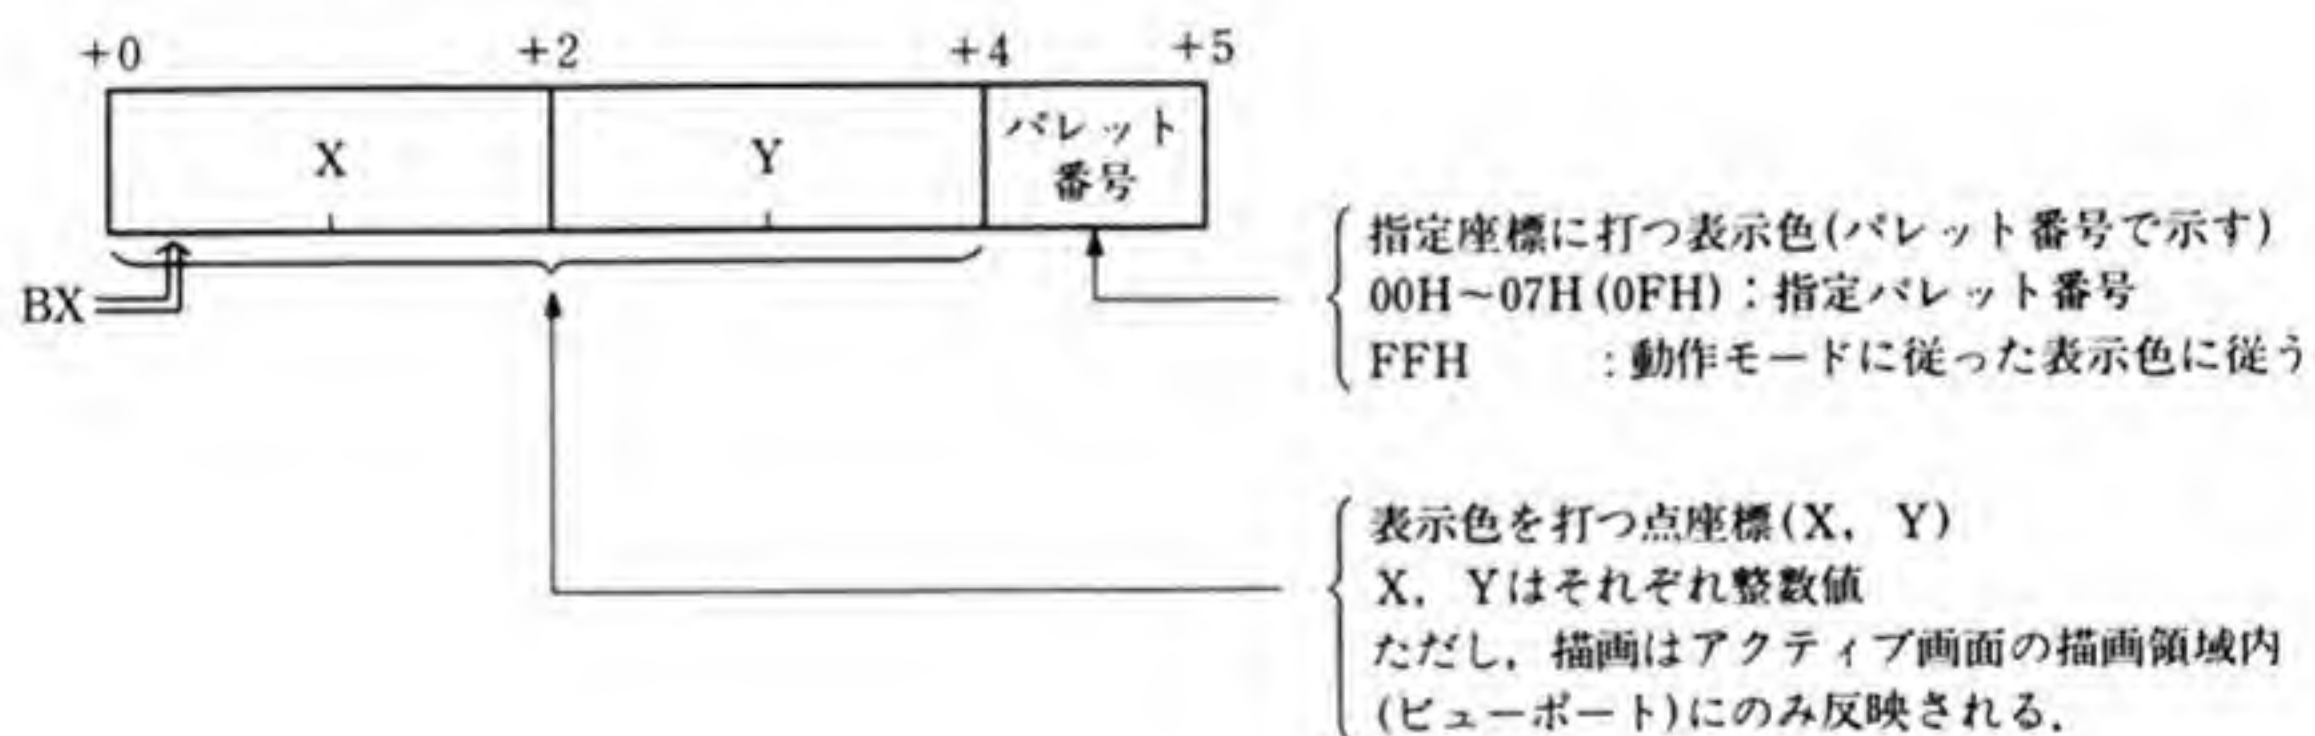 +0 +2 +4 +5
X Y パレット
番号
BX
指定座標に打つ表示色(パレット番号で示す)
00H~07H(0FH):指定パレット番号
FFH :動作モードに従った表示色に従う
表示色を打つ点座標(X, Y)
X, Yはそれぞれ整数値
ただし, 描画はアクティブ画面の描画領域内
(ビューポート)にのみ反映される.